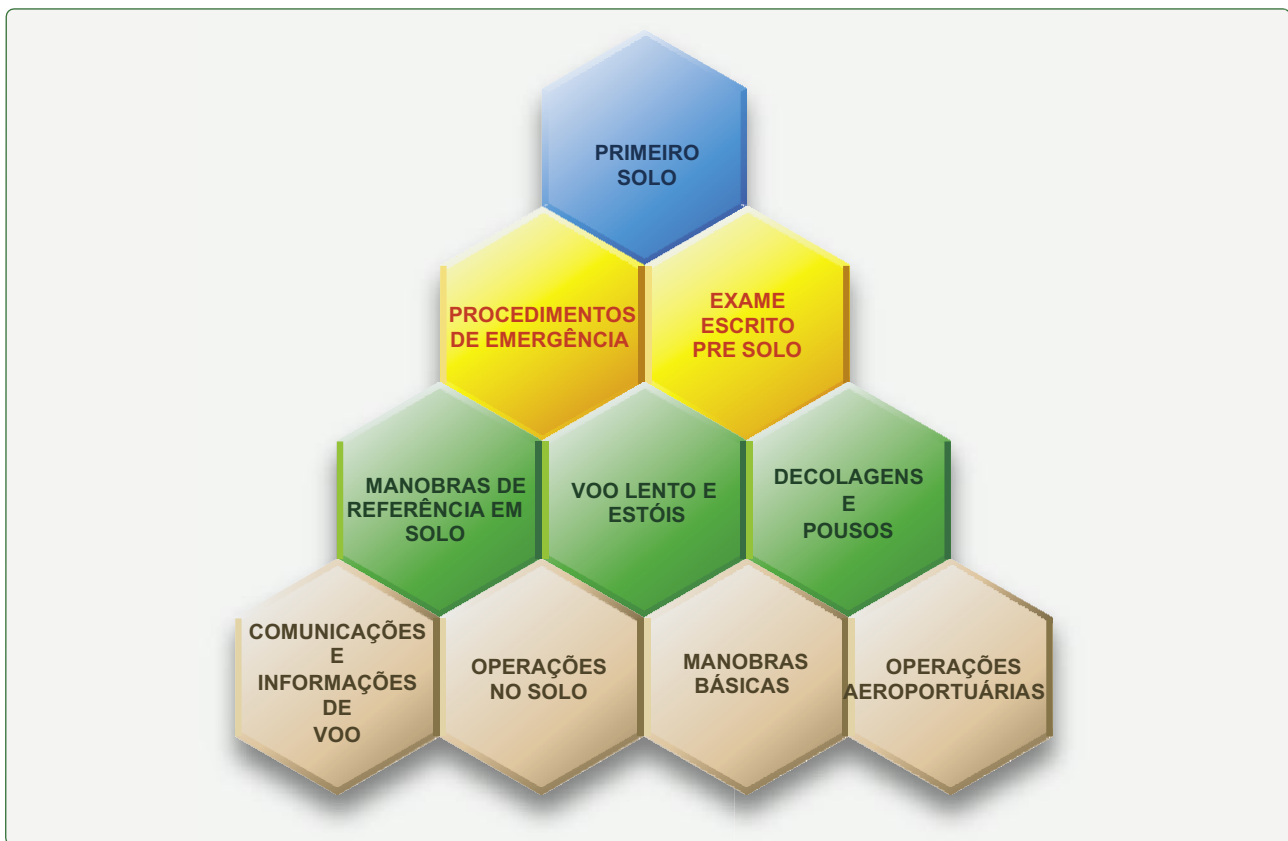 PRIMEIRO
SOLO
PROCEDIMENTOS
DE EMERGÊNCIA
EXAME
ESCRITO
PRE SOLO
MANOBRAS DE
REFERÊNCIA EM
SOLO
VOO LENTO E
ESTÓIS
DECOLAGENS
E
POUSOS
COMUNICAÇÕES
E
INFORMAÇÕES
DE
VOO
OPERAÇÕES
NO SOLO
MANOBRAS
BÁSICAS
OPERAÇÕES
AEROPORTUÁRIAS